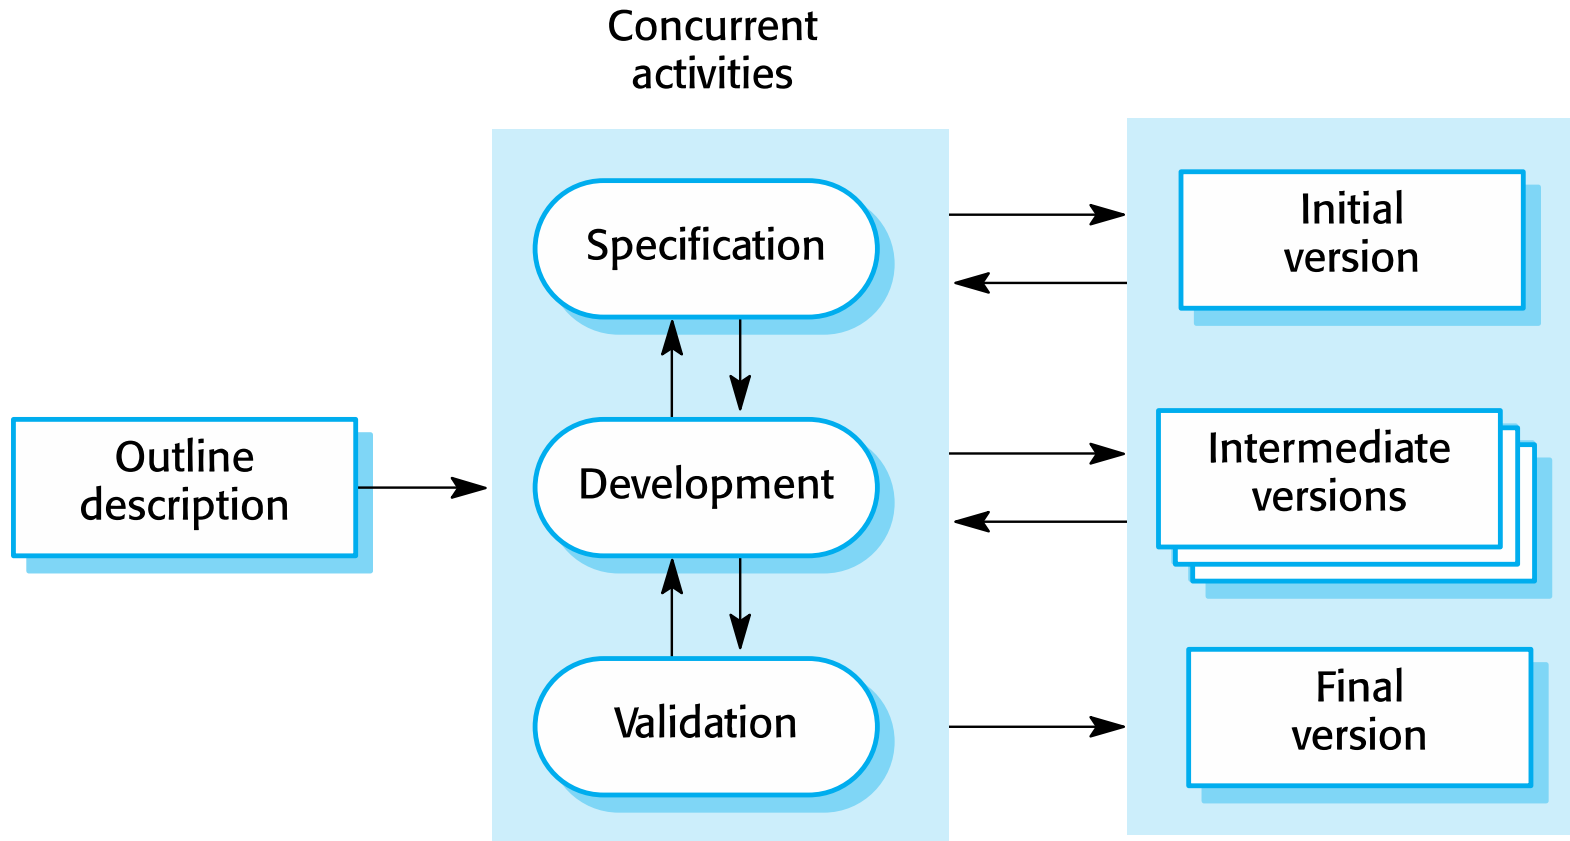 Concurrent
activities
Specification
Initial
version
Outline
description
Development
Intermediate
versions
Validation
Final
version